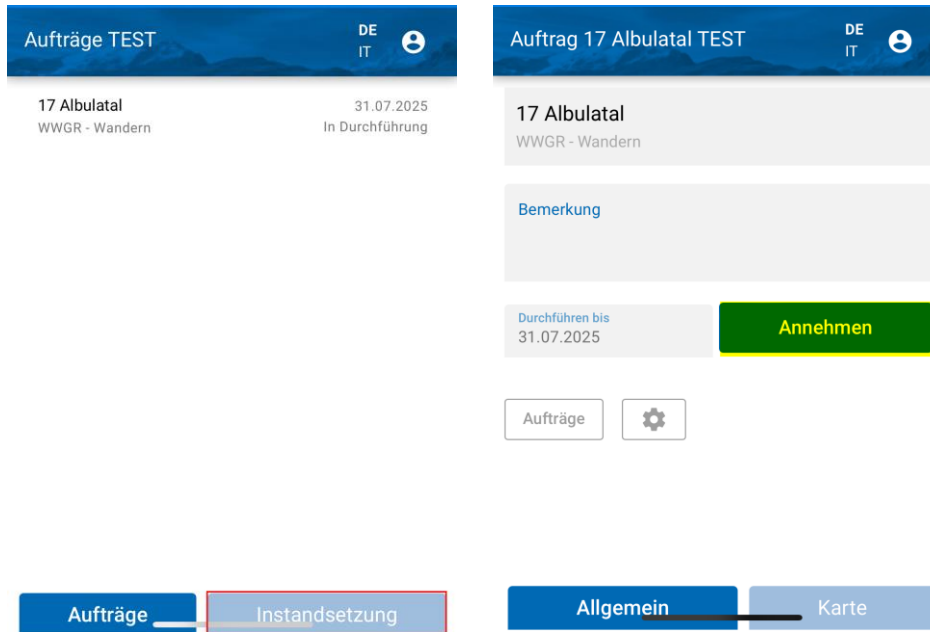 Aufträge TEST
DE
IT
17 Albulatal
31.07.2025
WWGR - Wandern
In Durchführung
Aufträge
Instandsetzung
Auftrag 17 Albulatal TEST
DE
IT
17 Albulatal
WWGR - Wandern
Bemerkung
Durchführen bis
31.07.2025
Annehmen
Aufträge
Allgemein
Karte